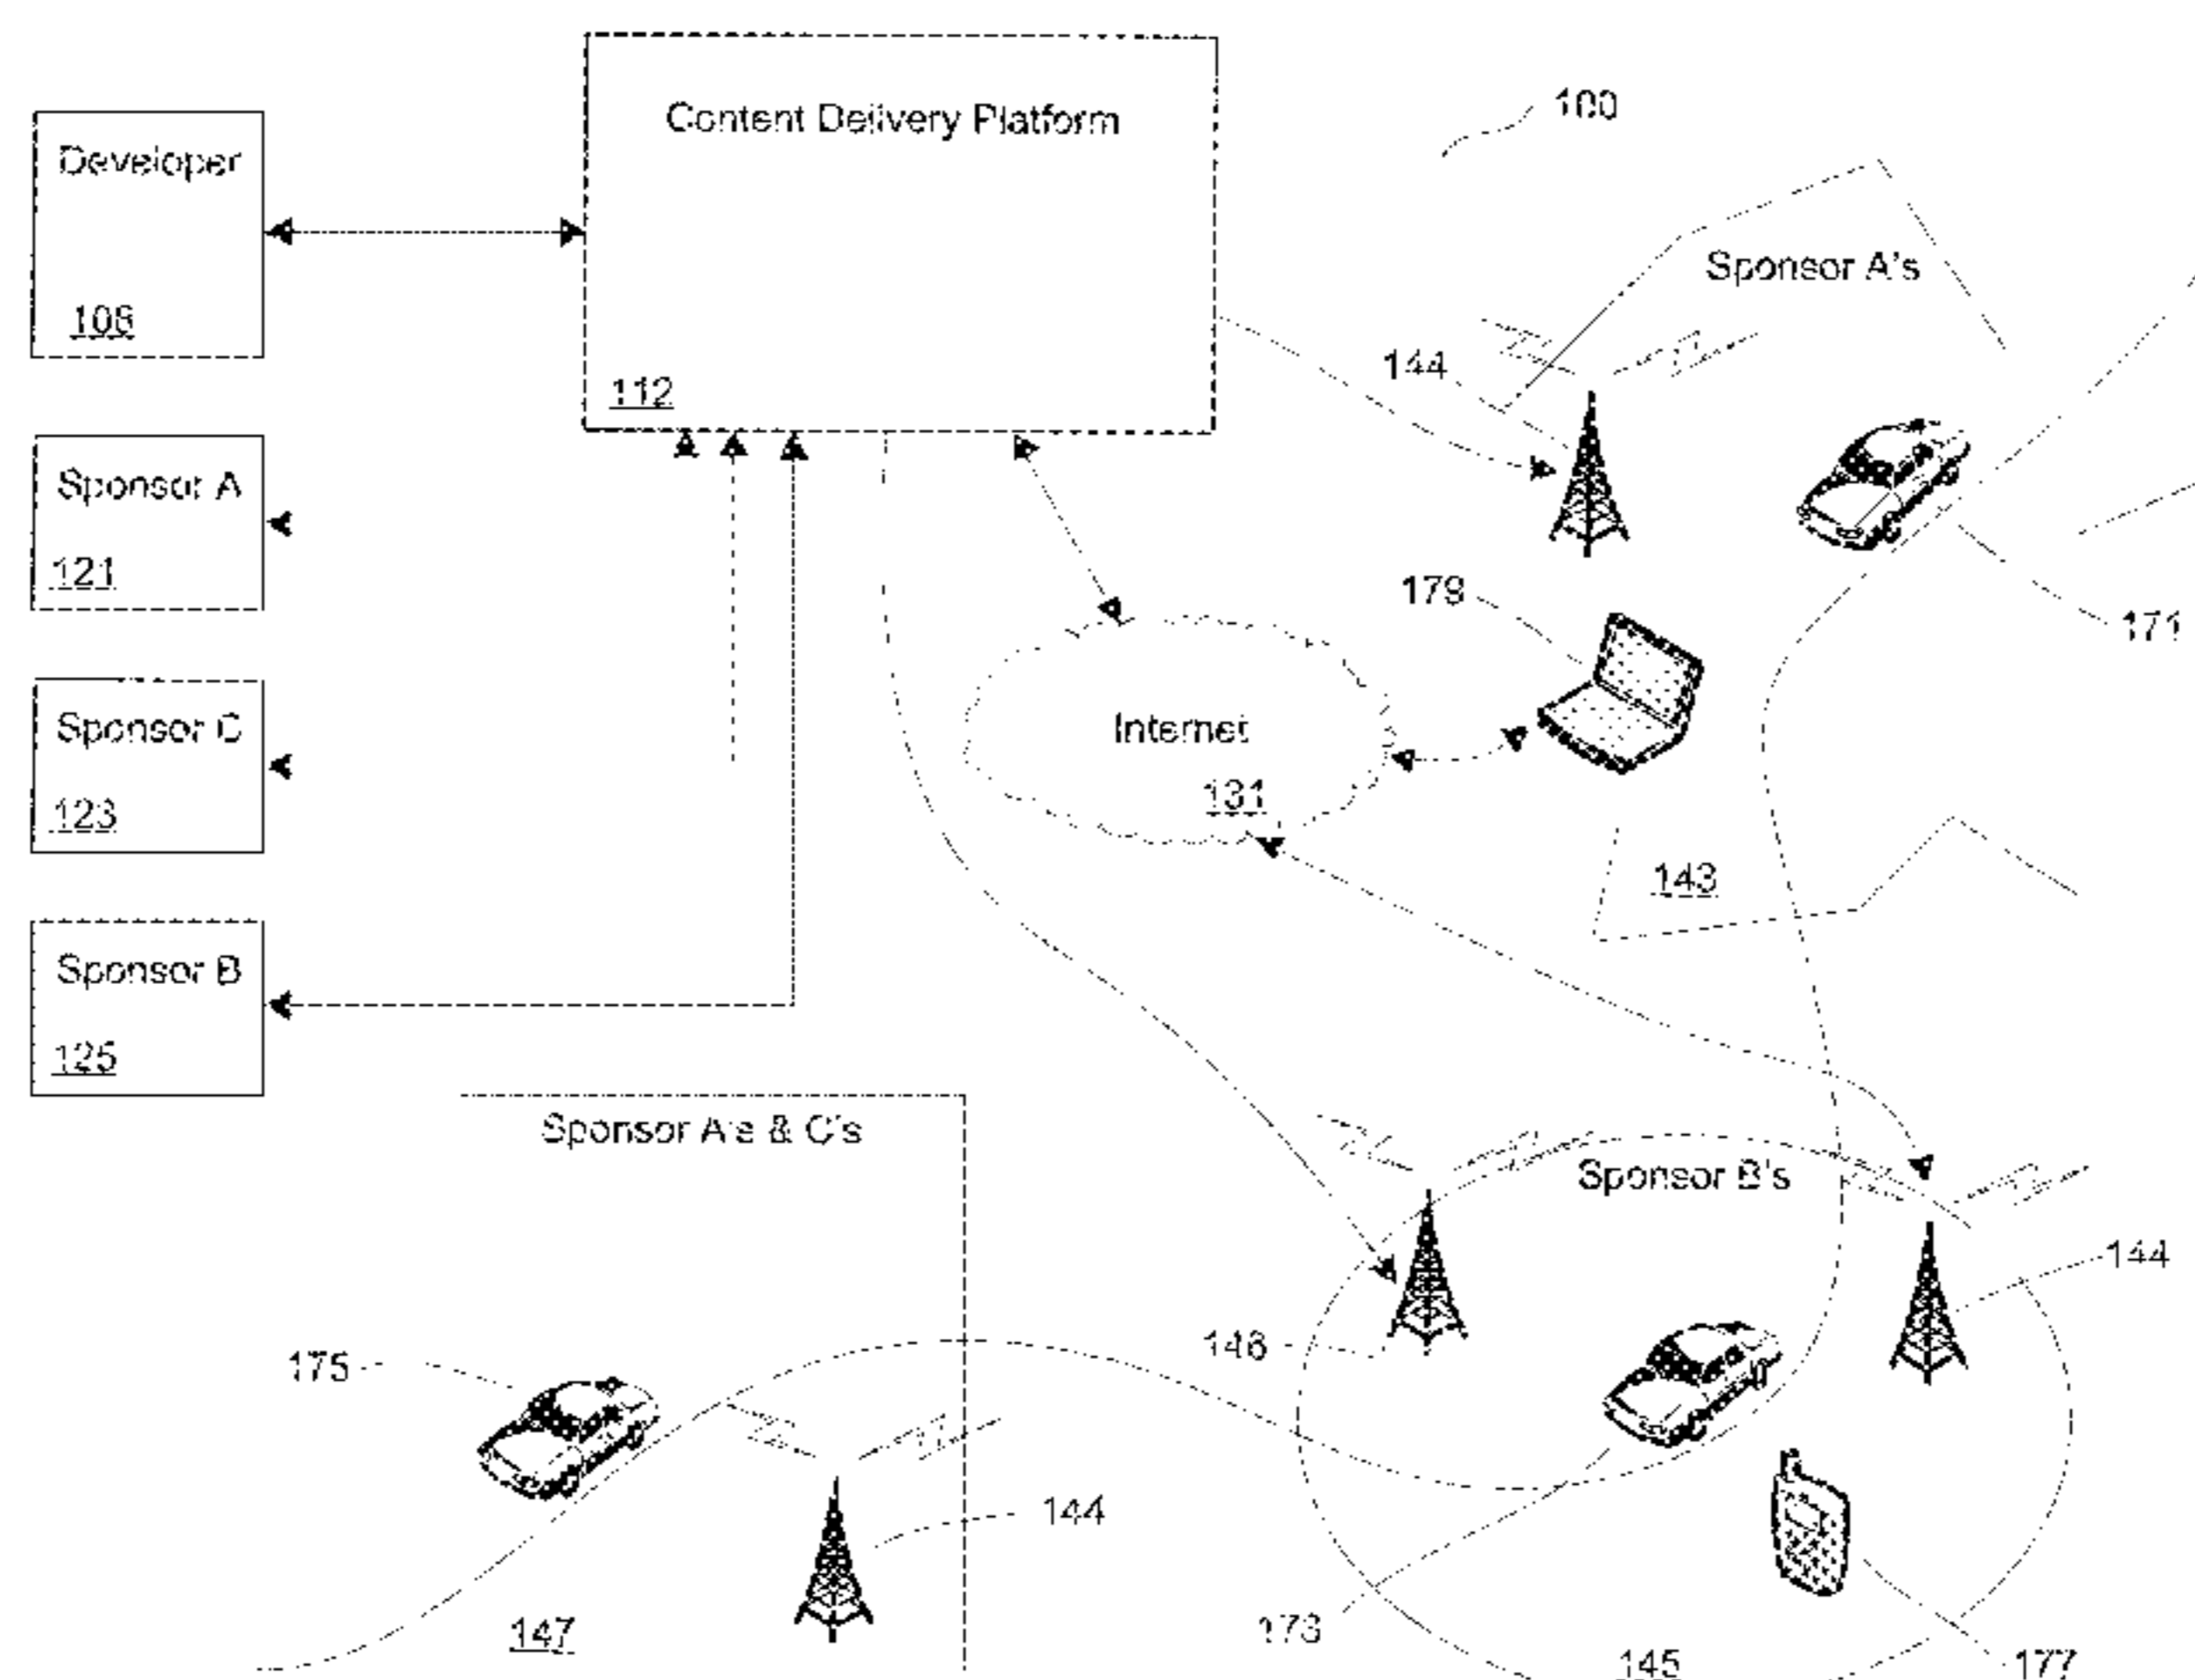 Content Delivery Platform
112
100
Developer
108
Sponsor A's
144
Sponsor A
121
179
171
Sponsor C
123
Internet
131
143
Sponsor B
125
Sponsor A's & C's
Sponsor B's
144
146
175
144
147
173
145
177